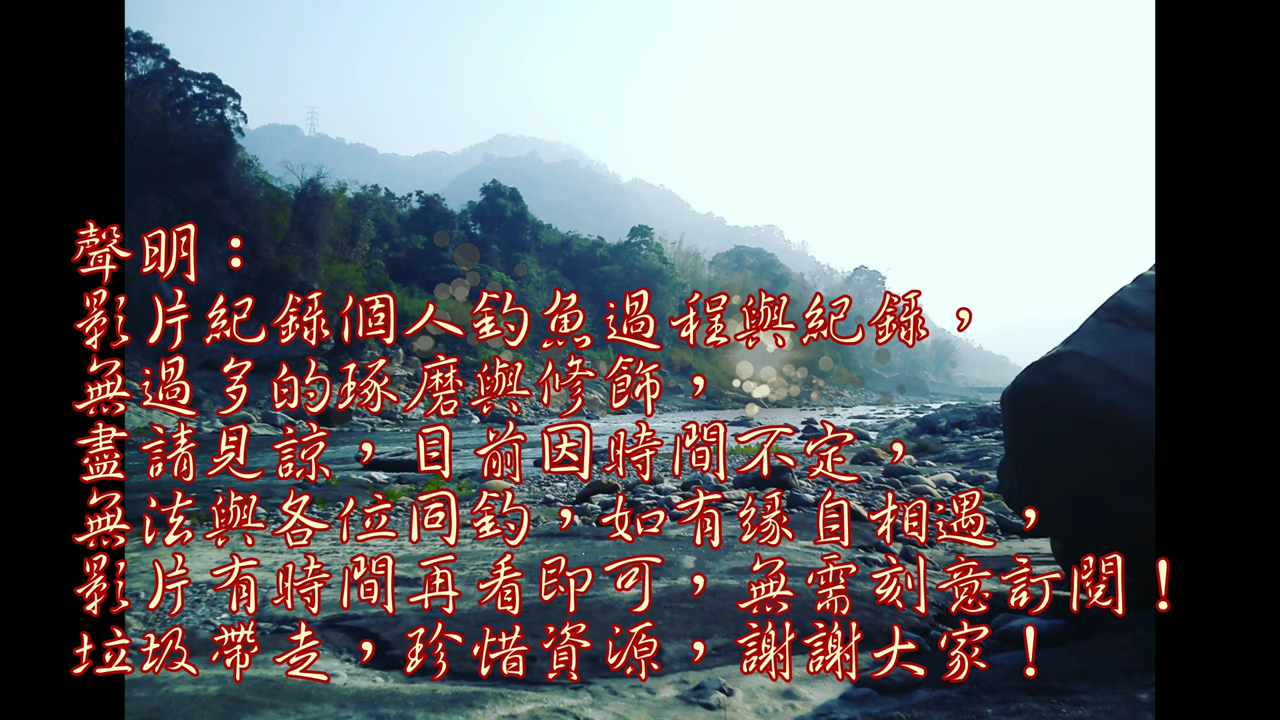 聲明：
影片紀錄個人釣魚過程與紀錄，
無過多的琢磨與修飾，
盡請見諒，目前因時間不定，
無法與各位同釣，如有緣自相遇，
影片有時間再看即可，無需刻意訂閱！
垃圾帶走，珍惜資源，謝謝大家！